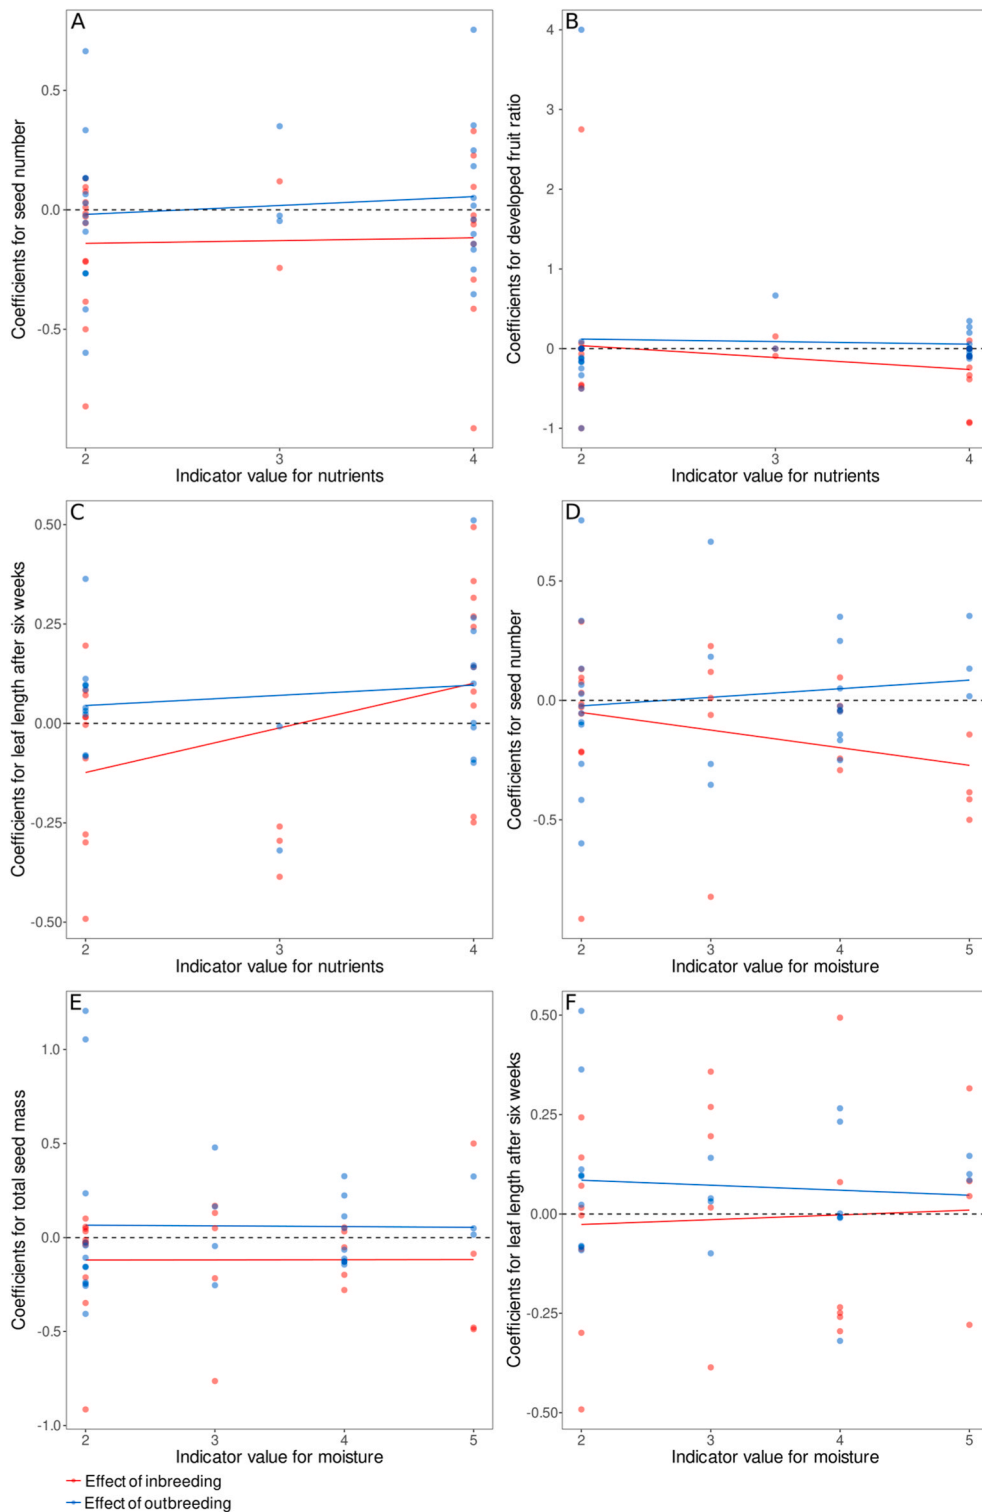 A
Coefficients for seed number
0.5
0.0
-0.5
2
3
4
Indicator value for nutrients
B
Coefficients for developed fruit ratio
4
3
2
1
0
-1
2
3
4
Indicator value for nutrients
C
Coefficients for leaf length after six weeks
0.50
0.25
0.00
-0.25
-0.50
2
3
4
Indicator value for nutrients
D
Coefficients for seed number
0.5
0.0
-0.5
2
3
4
5
Indicator value for moisture
E
Coefficients for total seed mass
1.0
0.5
0.0
-0.5
-1.0
2
3
4
5
Indicator value for moisture
F
Coefficients for leaf length after six weeks
0.50
0.25
0.00
-0.25
-0.50
2
3
4
5
Indicator value for moisture
Effect of inbreeding
Effect of outbreeding